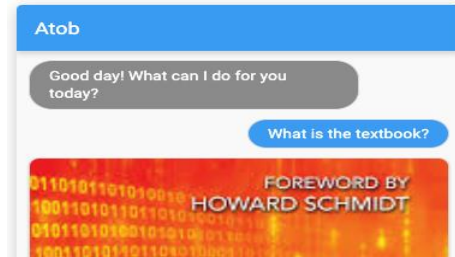 Atob
Good day! What can I do for you
today?
What is the textbook?
FOREWORD BY
HOWARD SCHMIDT